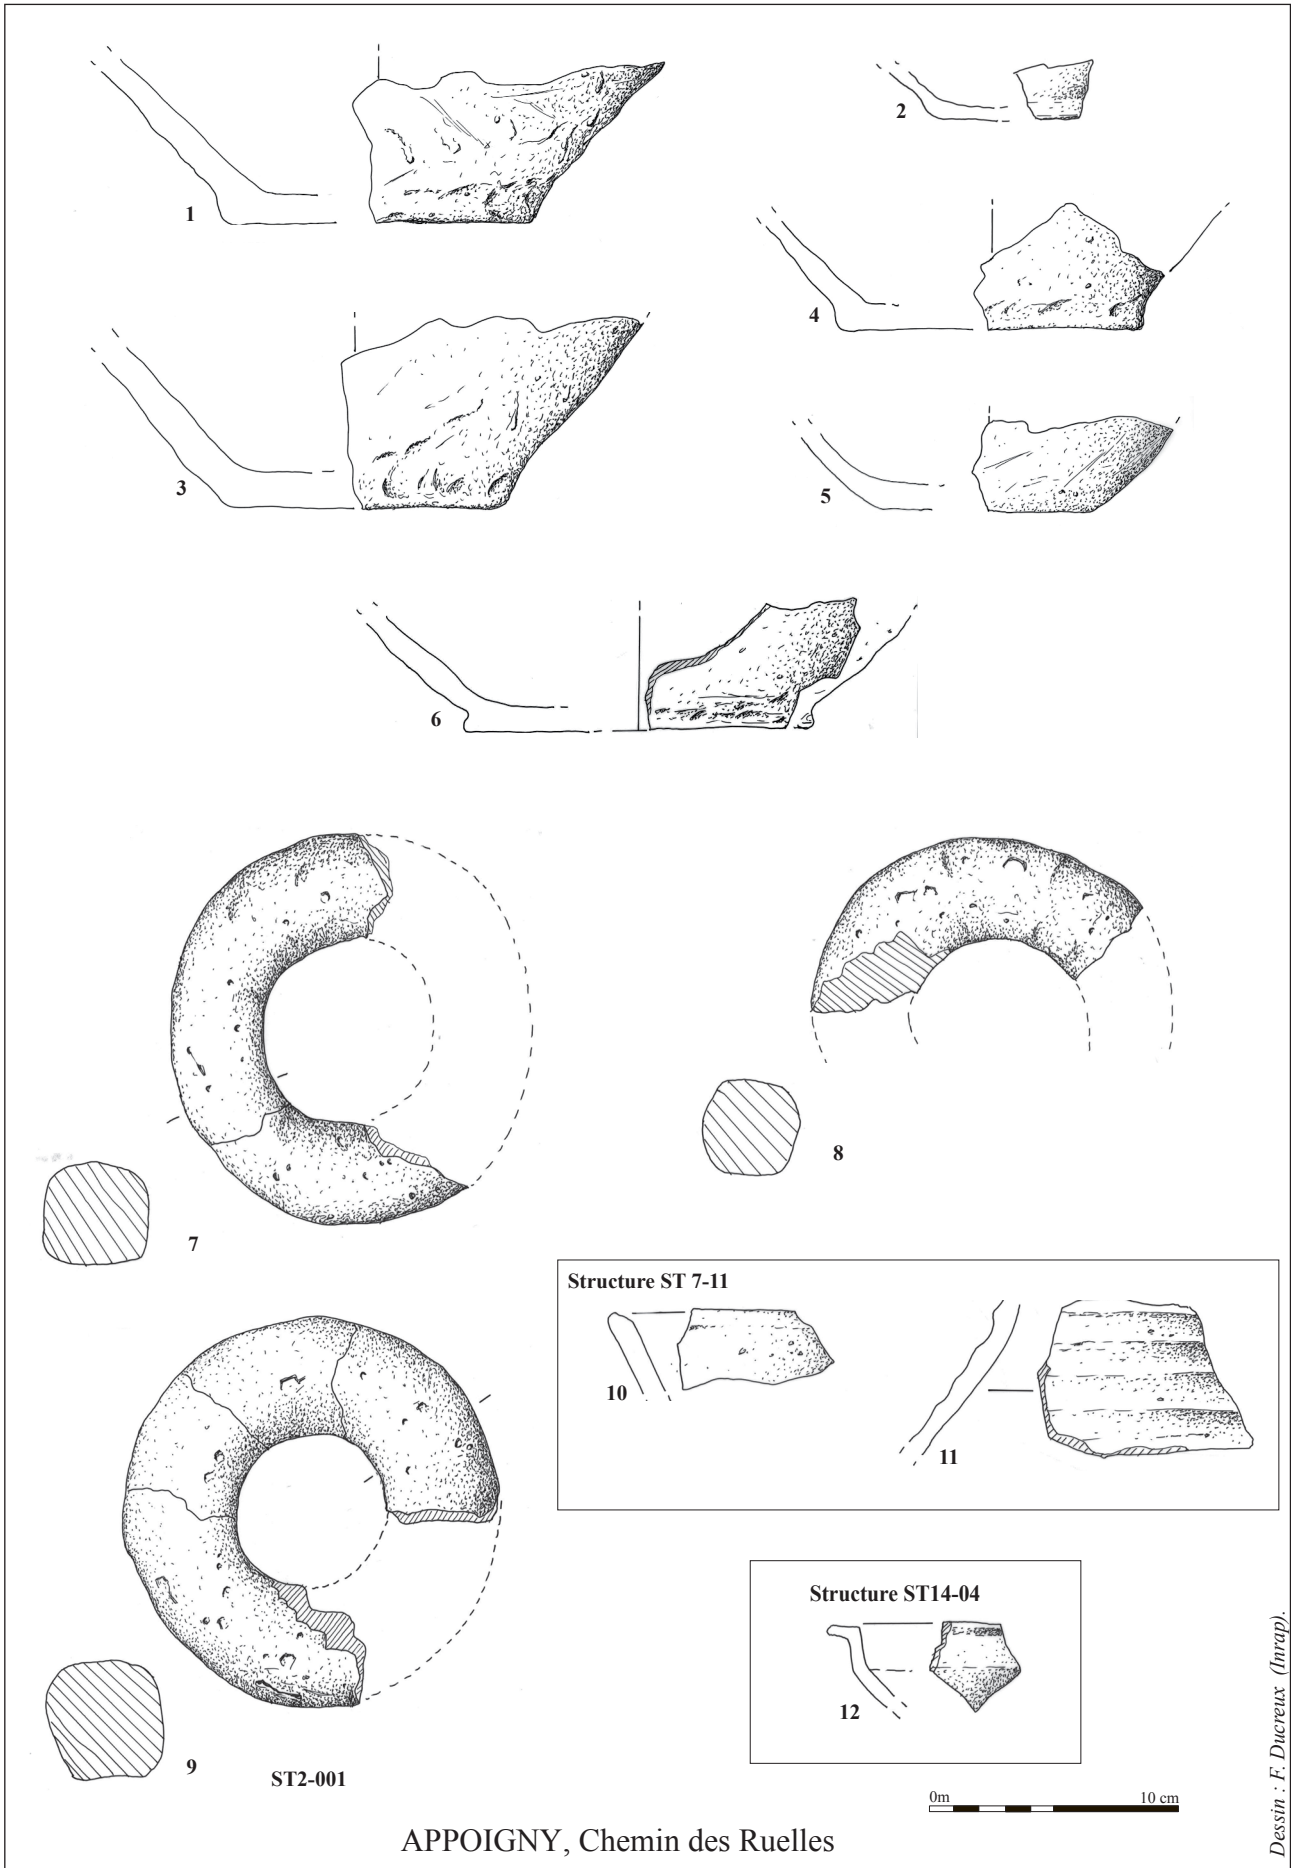 1
2
3
4
5
6
7
8
9
ST2-001
Structure ST 7-11
10
11
Structure ST14-04
12
0m 10 cm
APPOIGNY, Chemin des Ruelles
Dessin : F. Ducreux (Inrap).